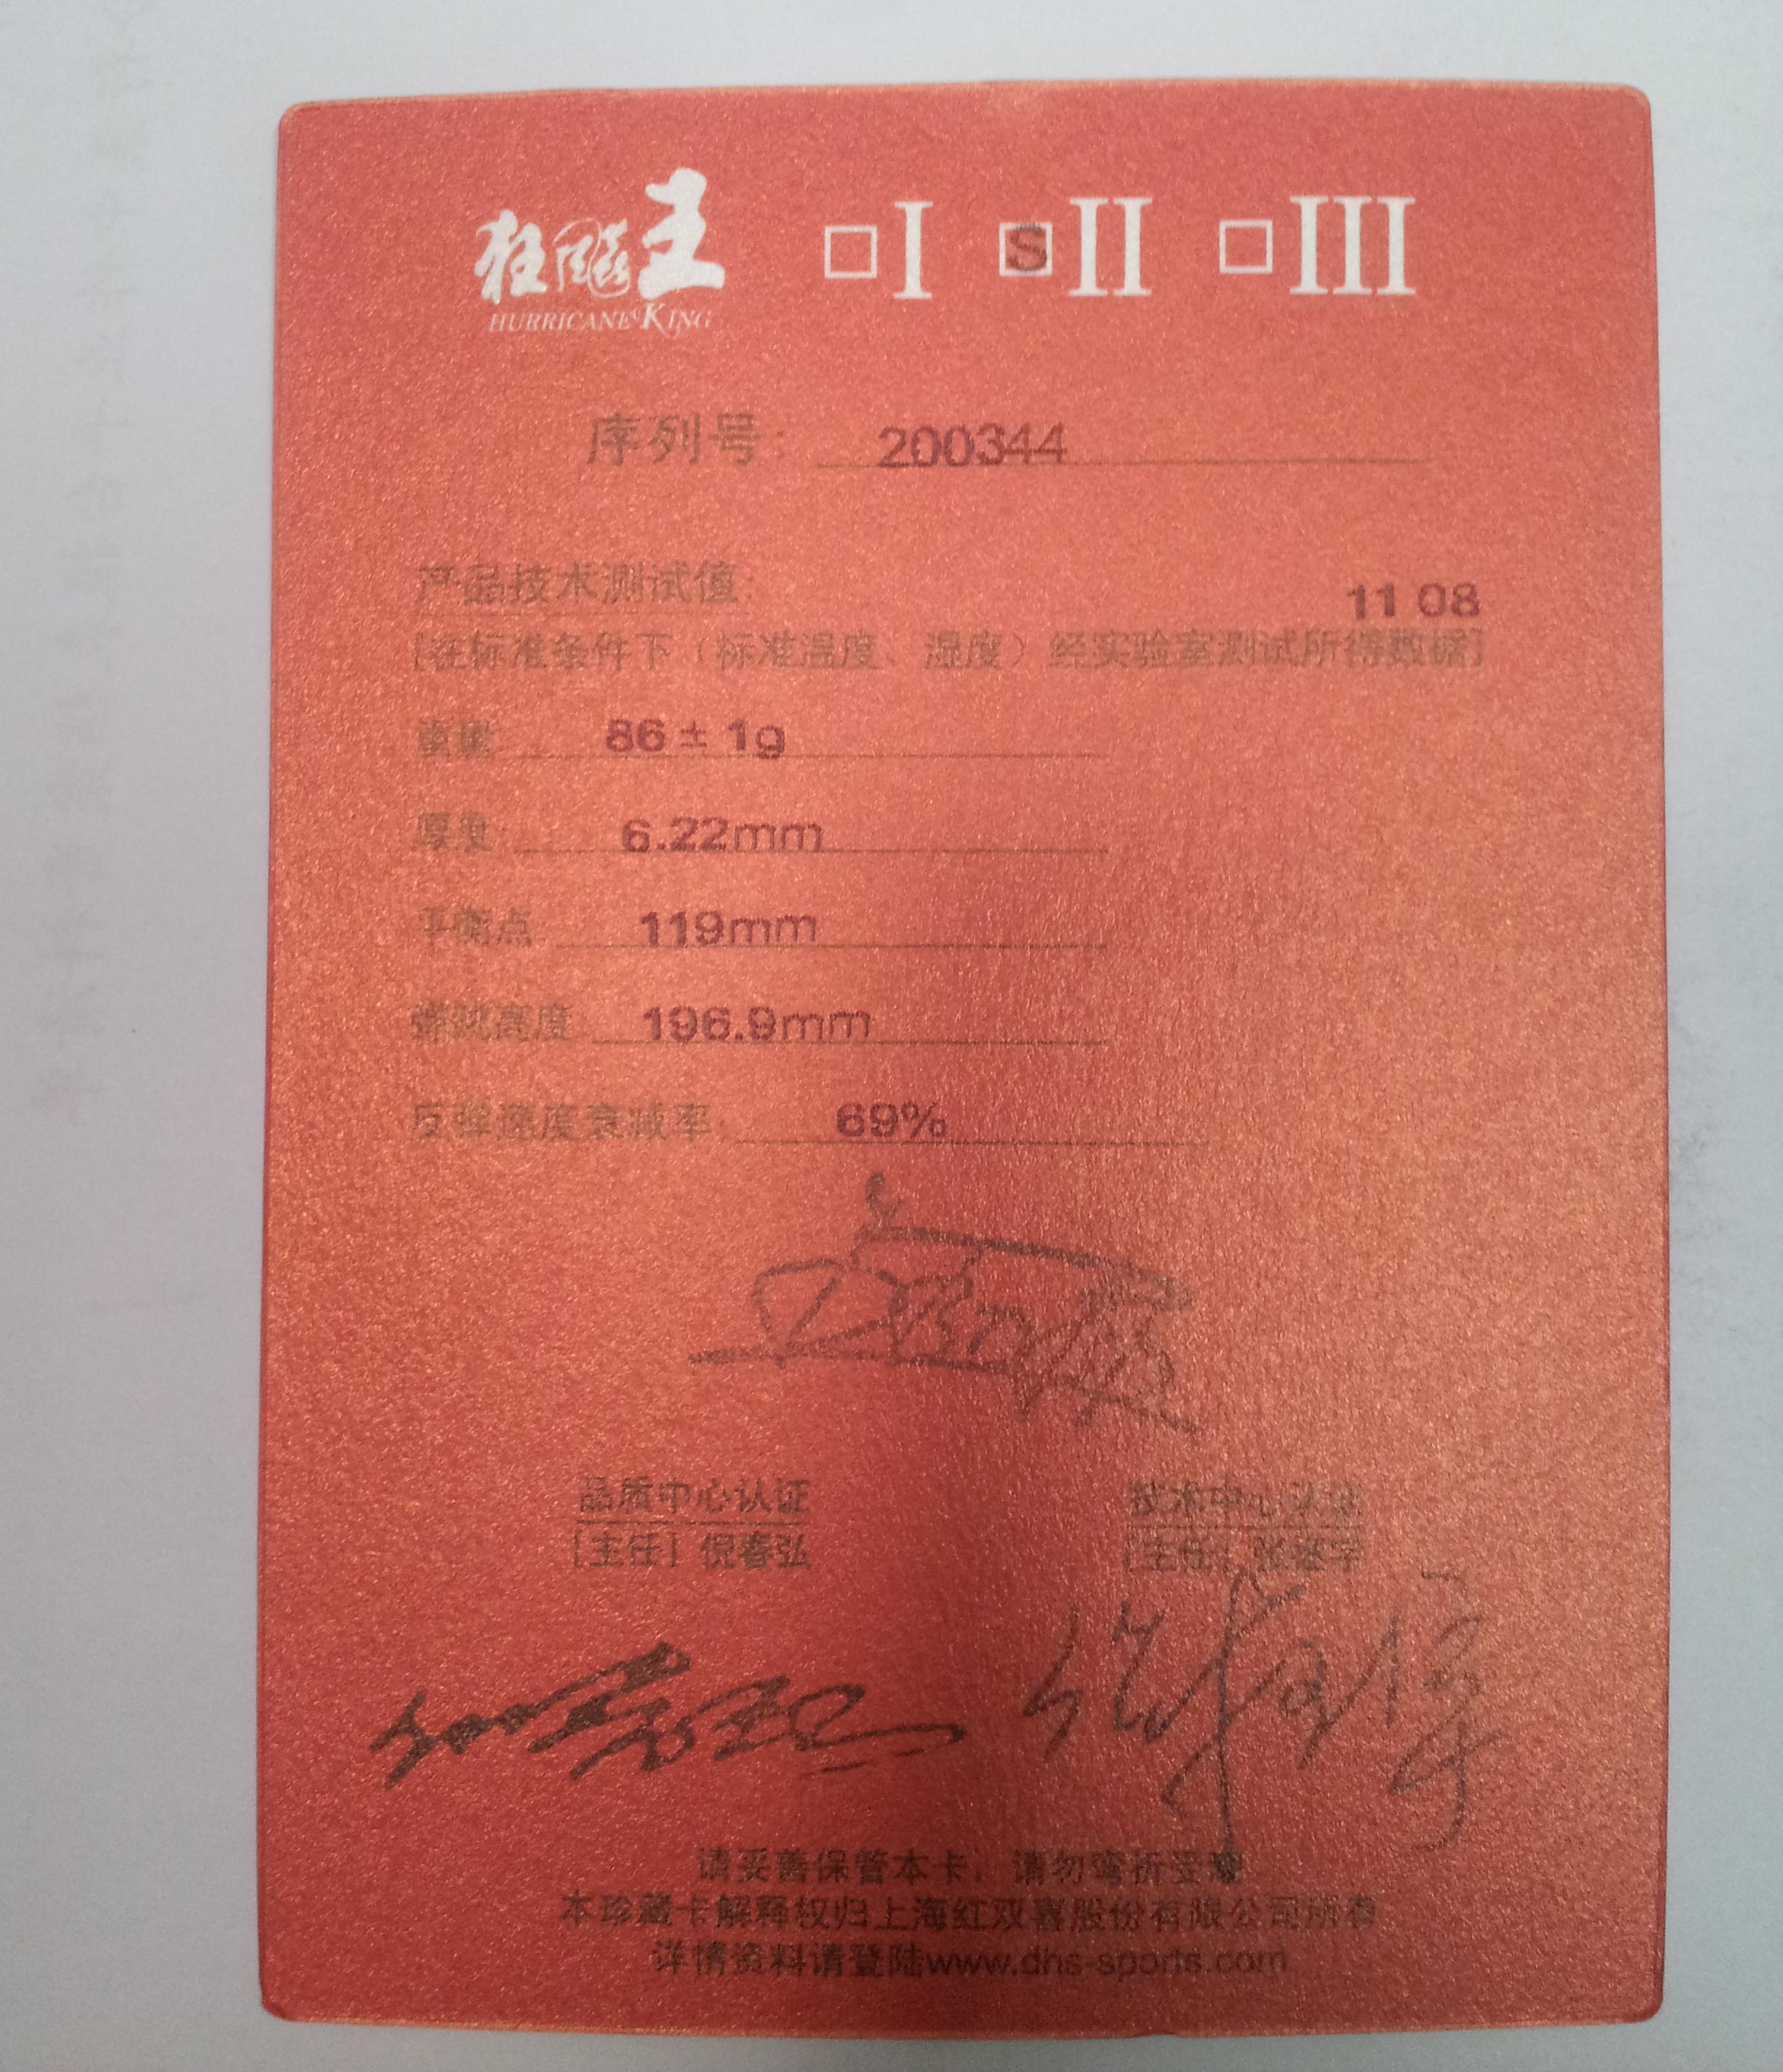 狂飚王 □I SII □III
HURRICANE KING
序列号： 200344
产品技术测试值:
11 08
[在标准条件下（标准温度、湿度）经实验室测试所得数据]
重量 86 ± 1g
厚度 6.22mm
平衡点 119mm
弹跳高度 196.9mm
反弹速度衰减率 69%
品质中心认证 技术中心认证
[主任] 倪春弘 [主任]
请妥善保管本卡，请勿弯折受潮
本珍藏卡解释权归上海红双喜股份有限公司所有
详情资料请登陆www.dhs-sports.com